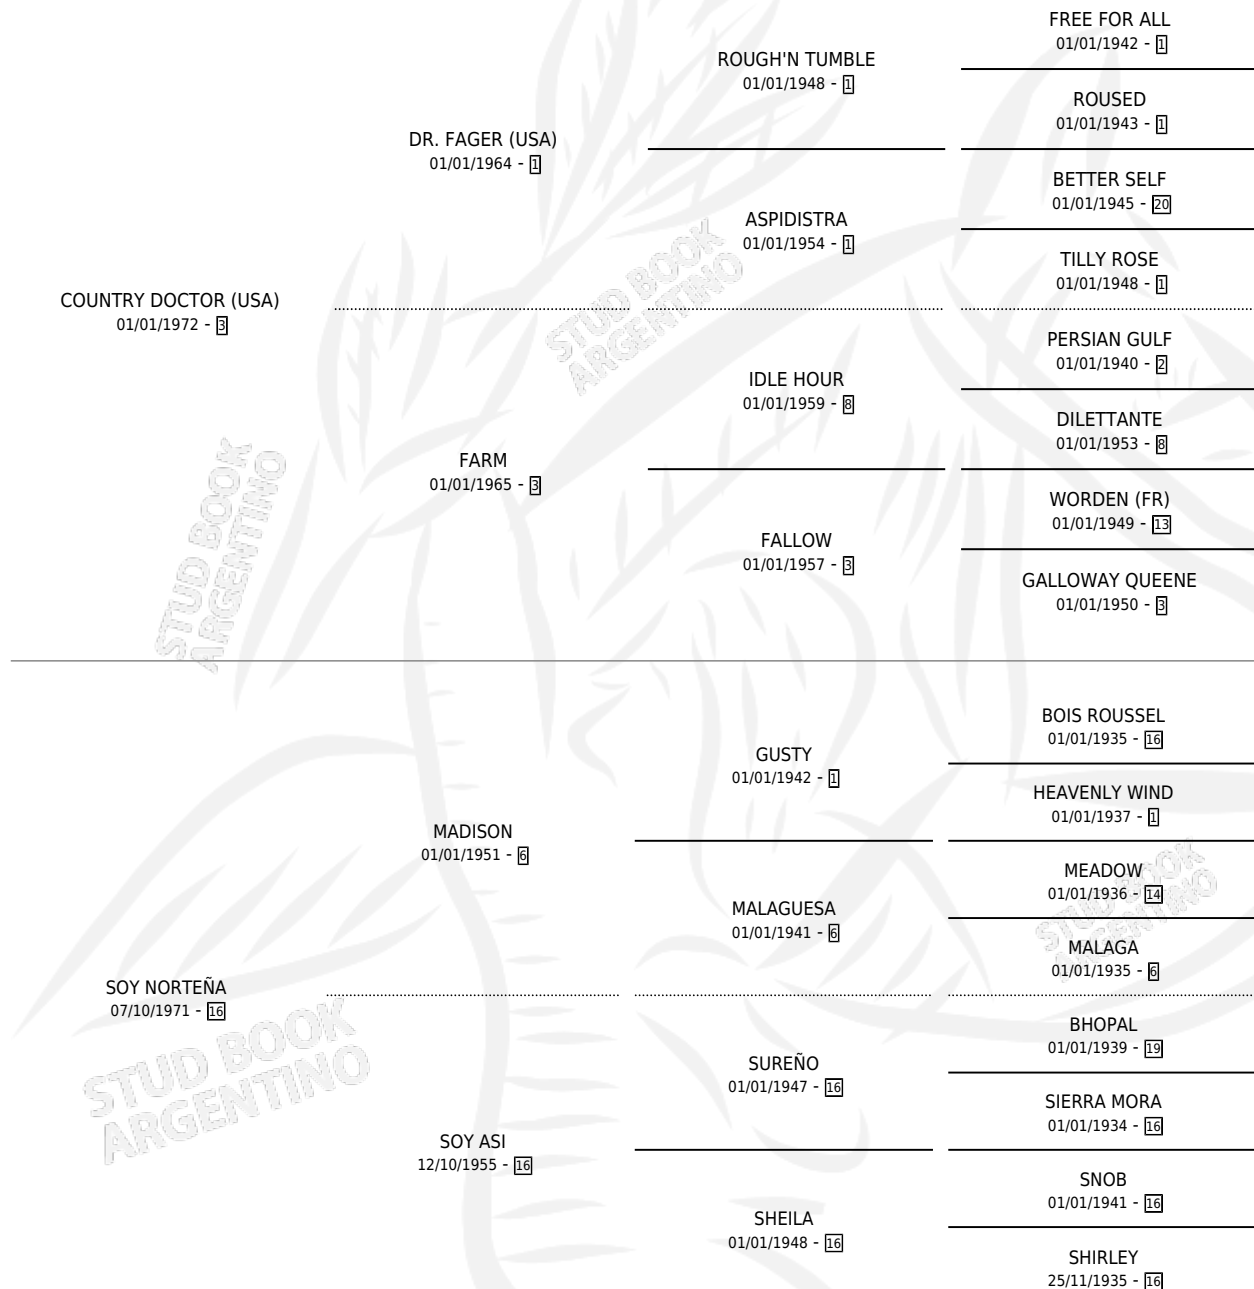 FREE FOR ALL
01/01/1942 - 1
ROUGH'N TUMBLE
01/01/1948 - 1
ROUSED
01/01/1943 - 1
DR. FAGER (USA)
01/01/1964 - 1
BETTER SELF
01/01/1945 - 20
ASPIDISTRA
01/01/1954 - 1
TILLY ROSE
01/01/1948 - 1
COUNTRY DOCTOR (USA)
01/01/1972 - 3
PERSIAN GULF
01/01/1940 - 2
IDLE HOUR
01/01/1959 - 8
DILETTANTE
01/01/1953 - 8
FARM
01/01/1965 - 3
WORDEN (FR)
01/01/1949 - 13
FALLOW
01/01/1957 - 3
GALLOWAY QUEENE
01/01/1950 - 3
BOIS ROUSSEL
01/01/1935 - 16
GUSTY
01/01/1942 - 1
HEAVENLY WIND
01/01/1937 - 1
MADISON
01/01/1951 - 6
MEADOW
01/01/1936 - 14
MALAGUESA
01/01/1941 - 6
MALAGA
01/01/1935 - 6
SOY NORTEÑA
07/10/1971 - 16
BHOPAL
01/01/1939 - 19
SUREÑO
01/01/1947 - 16
SIERRA MORA
01/01/1934 - 16
SOY ASI
12/10/1955 - 16
SNOB
01/01/1941 - 16
SHEILA
01/01/1948 - 16
SHIRLEY
25/11/1935 - 16
STUD BOOK
ARGENTINO
STUD BOOK
ARGENTINO
STUD BOOK
ARGENTINO
STUD BOOK
ARGENTINO